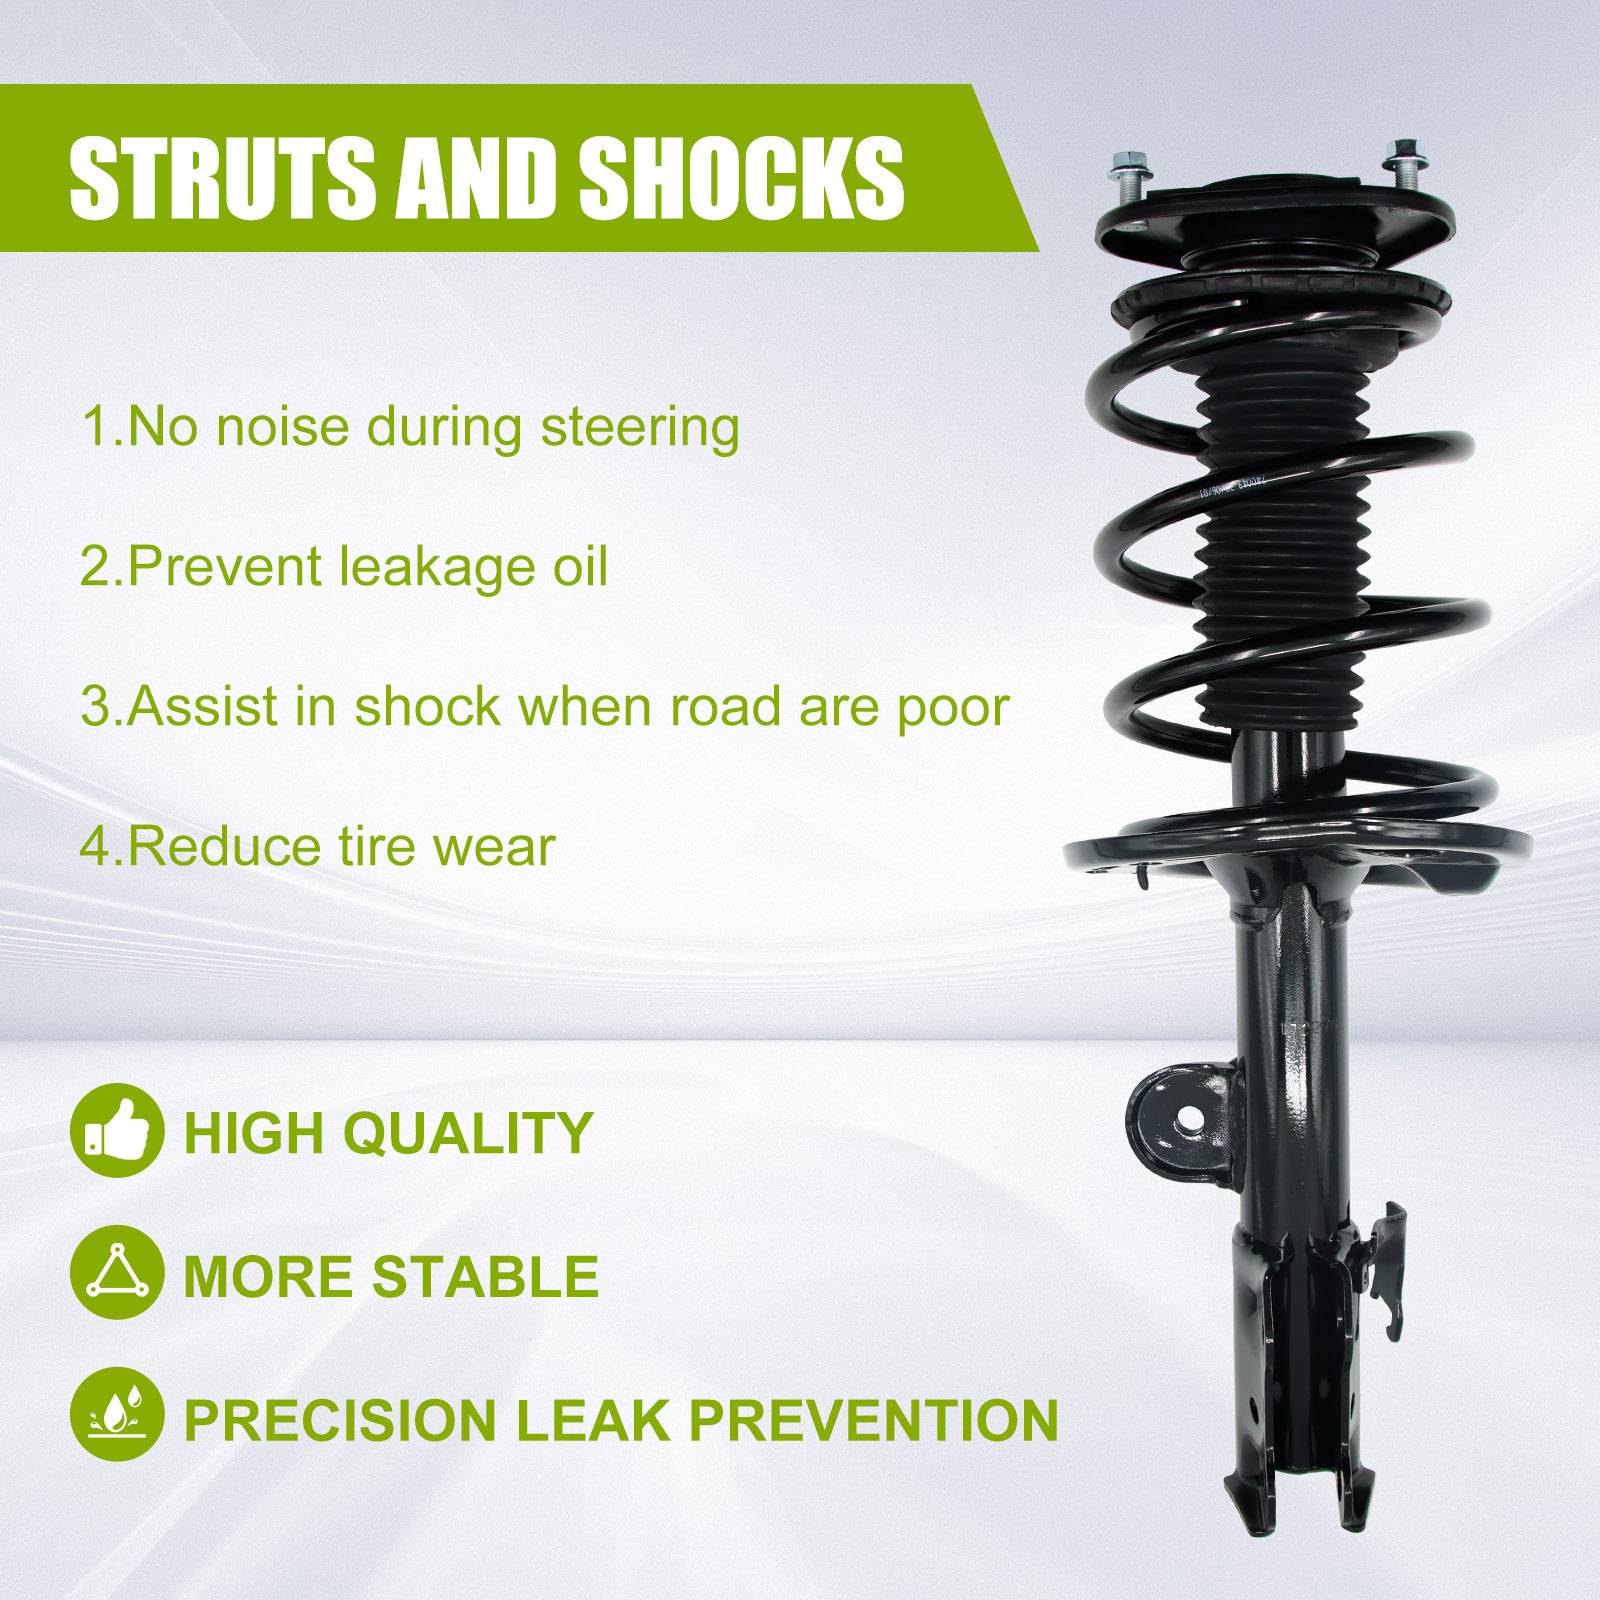 STRUTS AND SHOCKS
1.No noise during steering
2.Prevent leakage oil
3.Assist in shock when road are poor
4.Reduce tire wear
HIGH QUALITY
MORE STABLE
PRECISION LEAK PREVENTION